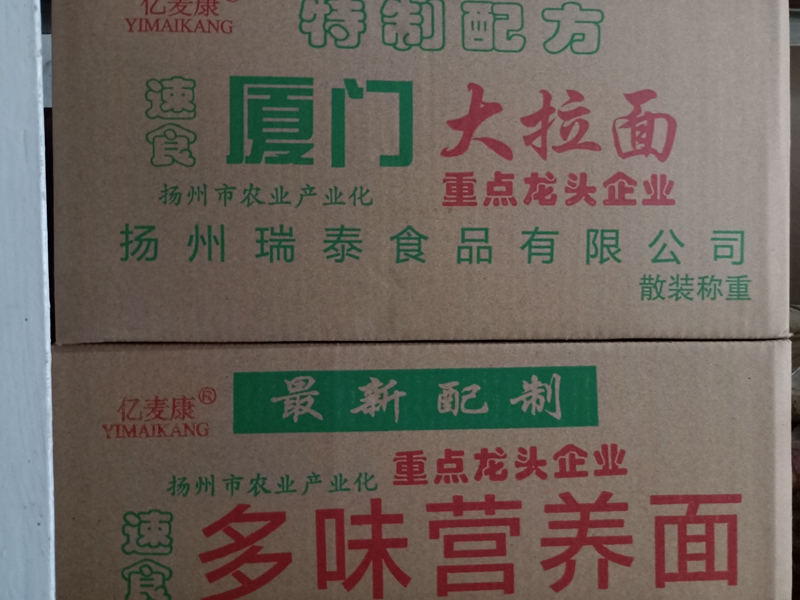 亿麦康®
YIMAIKANG
特制配方
速食
厦门大拉面
扬州市农业产业化
重点龙头企业
扬州瑞泰食品有限公司
散装称重
亿麦康®
YIMAIKANG
最新配制
扬州市农业产业化
重点龙头企业
速食
多味营养面